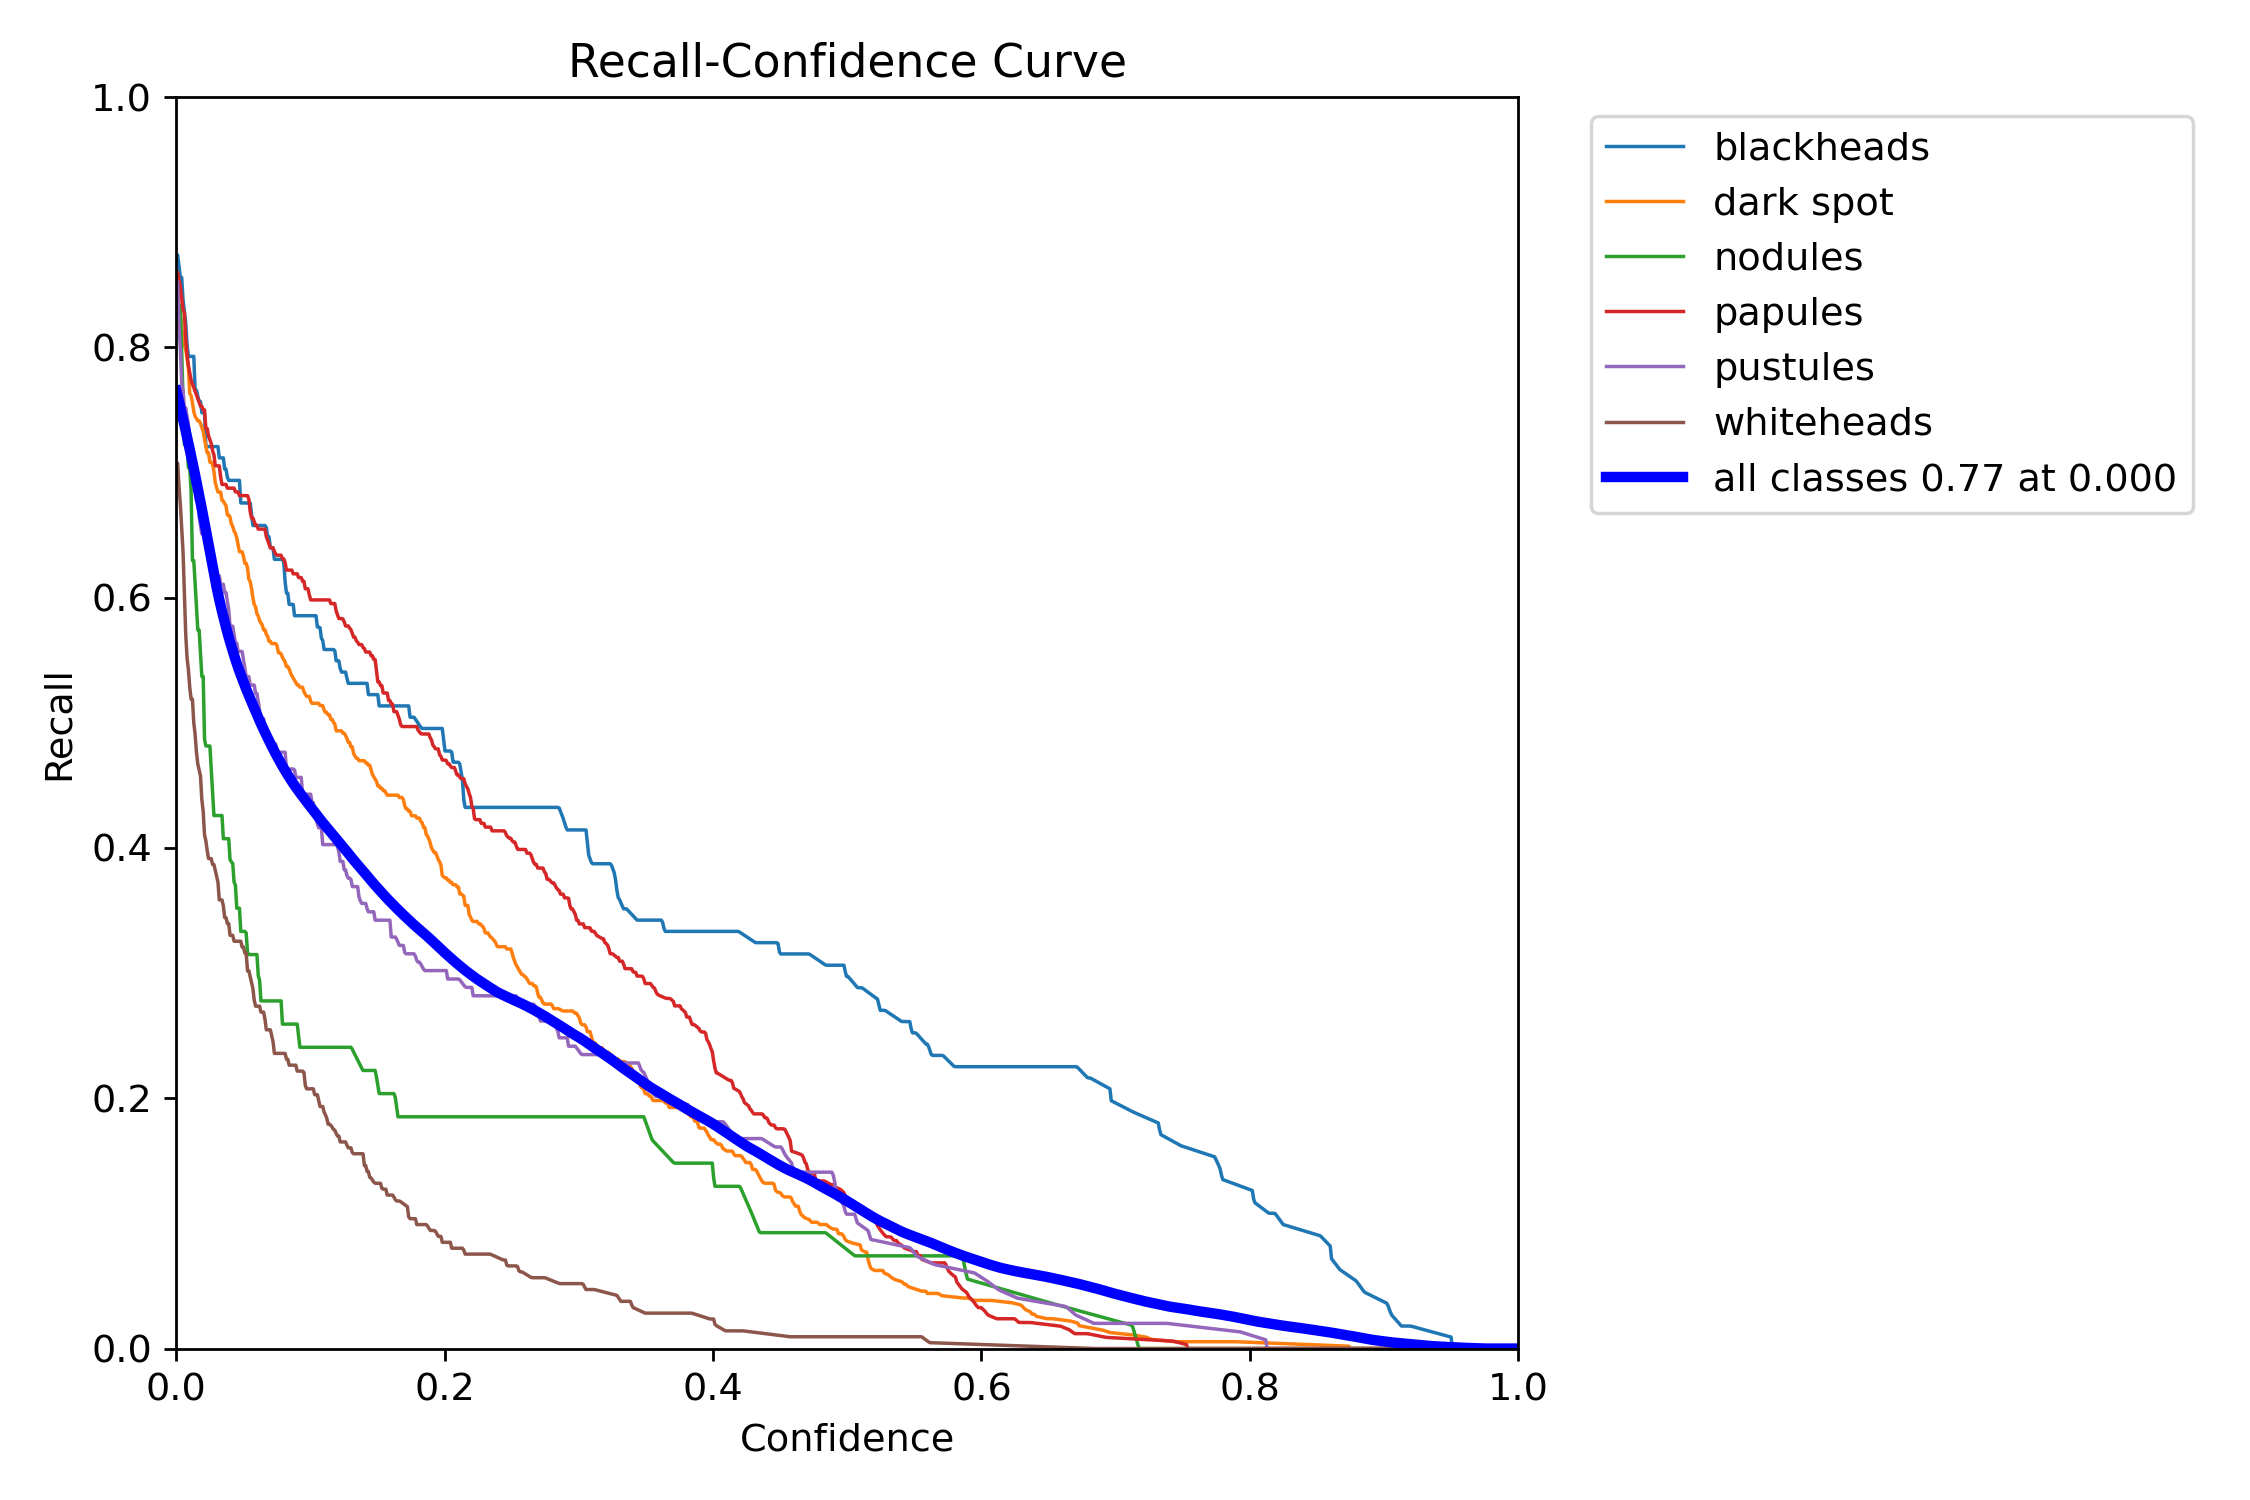 Recall-Confidence Curve
1.0
0.8
0.6
0.4
0.2
0.0
Recall
0.0 0.2 0.4 0.6 0.8 1.0
Confidence
blackheads
dark spot
nodules
papules
pustules
whiteheads
all classes 0.77 at 0.000